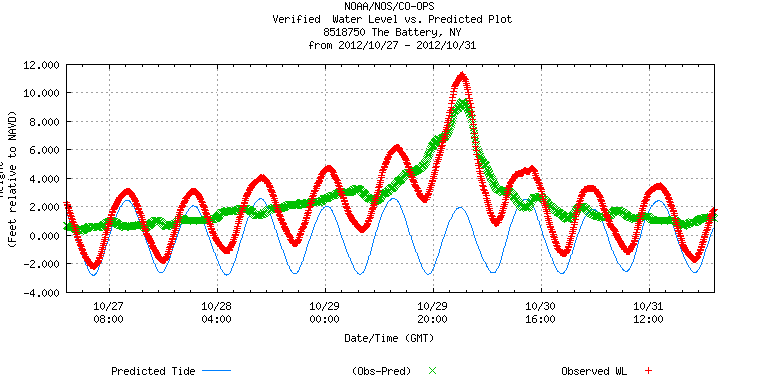 NOAA/NOS/CO-OPS
Verified  Water Level vs. Predicted Plot
8518750 The Battery, NY
from 2012/10/27 - 2012/10/31
12.000
10.000
8.000
6.000
4.000
2.000
0.000
-2.000
-4.000
(Feet relative to NAVD)
10/27 10/28 10/29 10/29 10/30 10/31
08:00 04:00 00:00 20:00 16:00 12:00
Date/Time (GMT)
Predicted Tide (Obs-Pred) Observed WL